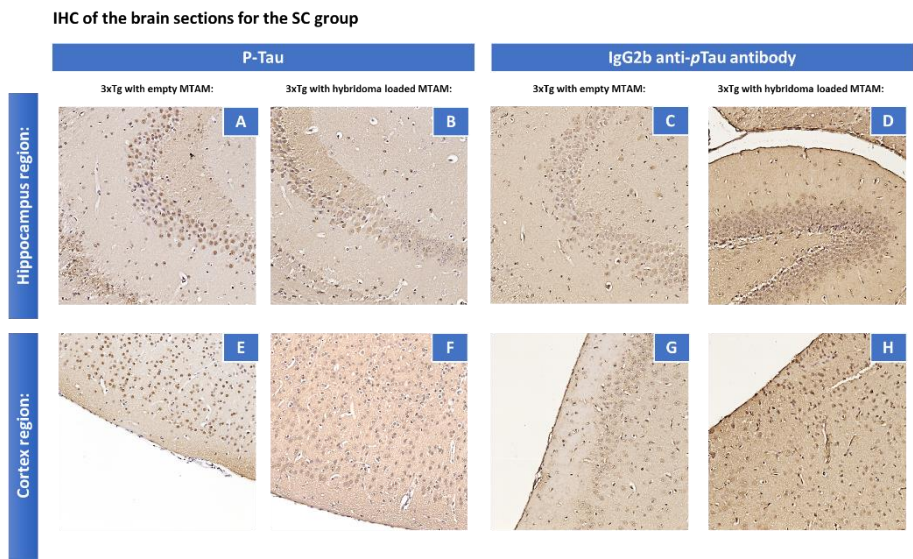 IHC of the brain sections for the SC group
P-Tau
IgG2b anti-pTau antibody
3xTg with empty MTAM:
3xTg with hybridoma loaded MTAM:
3xTg with empty MTAM:
3xTg with hybridoma loaded MTAM:
Hippocampus region:
A
B
C
D
Cortex region:
E
F
G
H